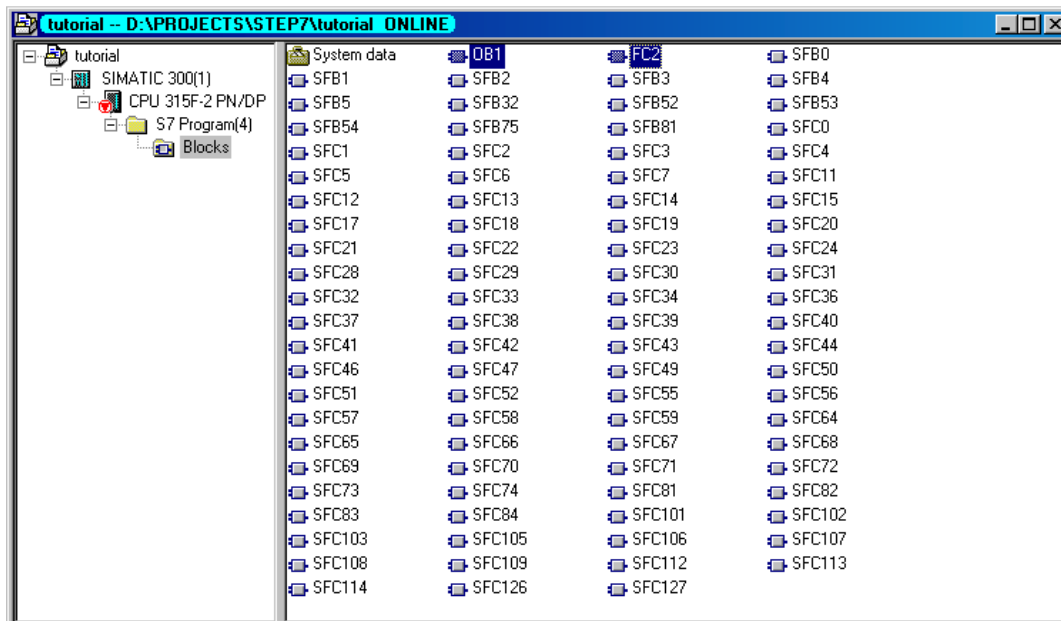 tutorial -- D:\PROJECTS\STEP7\tutorial ONLINE
tutorial
SIMATIC 300(1)
CPU 315F-2 PN/DP
S7 Program(4)
Blocks
System data OB1 FC2 SFB0
SFB1 SFB2 SFB3 SFB4
SFB5 SFB32 SFB52 SFB53
SFB54 SFB75 SFB81 SFC0
SFC1 SFC2 SFC3 SFC4
SFC5 SFC6 SFC7 SFC11
SFC12 SFC13 SFC14 SFC15
SFC17 SFC18 SFC19 SFC20
SFC21 SFC22 SFC23 SFC24
SFC28 SFC29 SFC30 SFC31
SFC32 SFC33 SFC34 SFC36
SFC37 SFC38 SFC39 SFC40
SFC41 SFC42 SFC43 SFC44
SFC46 SFC47 SFC49 SFC50
SFC51 SFC52 SFC55 SFC56
SFC57 SFC58 SFC59 SFC64
SFC65 SFC66 SFC67 SFC68
SFC69 SFC70 SFC71 SFC72
SFC73 SFC74 SFC81 SFC82
SFC83 SFC84 SFC101 SFC102
SFC103 SFC105 SFC106 SFC107
SFC108 SFC109 SFC112 SFC113
SFC114 SFC126 SFC127